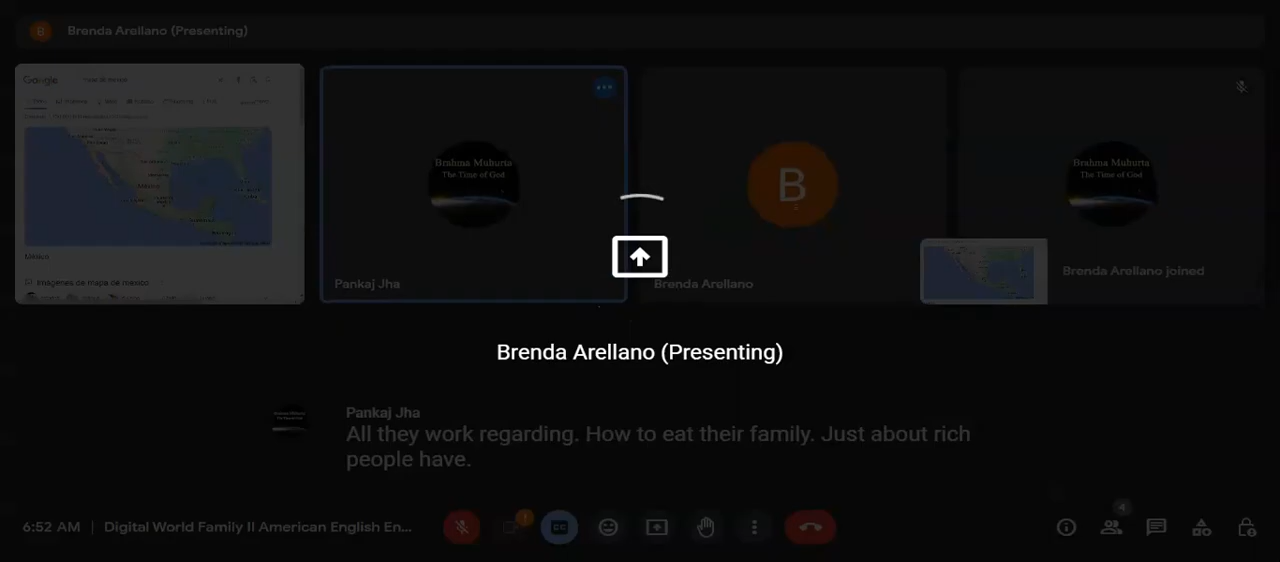 B
Brenda Arellano (Presenting)
Google
México
Imágenes de mapa de mexico
Brahma Muhurta
The Time of God
Pankaj Jha
B
Brenda Arellano
Brahma Muhurta
The Time of God
Brenda Arellano joined
Brenda Arellano (Presenting)
Pankaj Jha
All they work regarding. How to eat their family. Just about rich
people have.
6:52 AM | Digital World Family II American English En...
CC
4